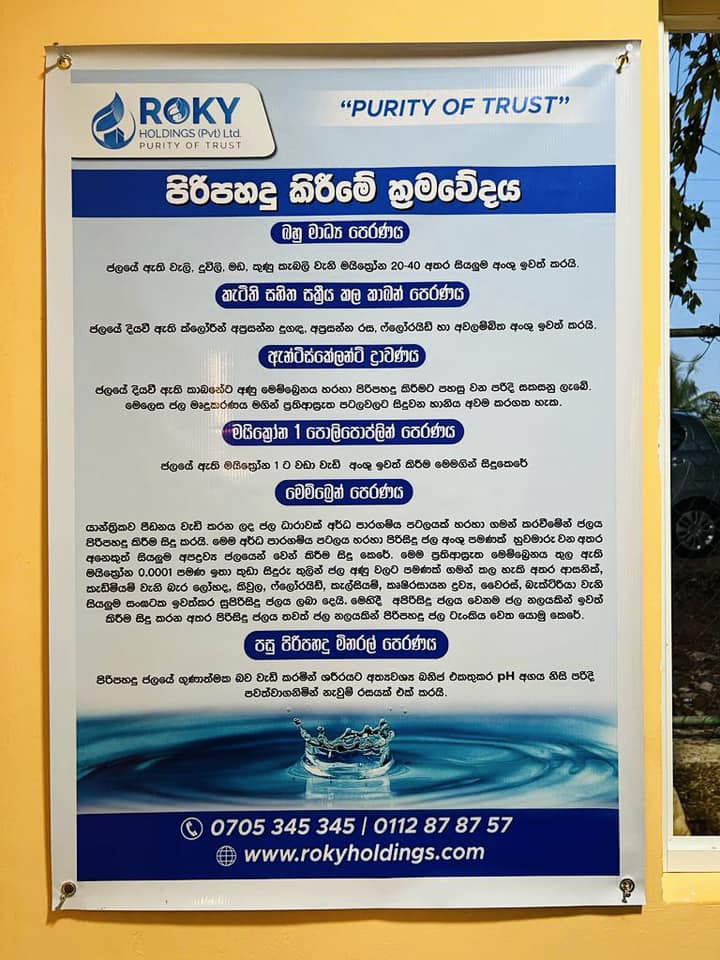 ROKY
HOLDINGS (Pvt) Ltd.
PURITY OF TRUST
“PURITY OF TRUST”
පිරිපහදු කිරීමේ ක්‍රමවේදය
බහු මාධ්‍ය පෙරණය
ජලයේ ඇති වැලි, දූවිලි, මඩ, කුණු කැබලි වැනි මයික්‍රෝන 20-40 අතර සියලුම අංශු ඉවත් කරයි.
කැටිති සහිත සක්‍රීය කල කාබන් පෙරණය
ජලයේ දියවී ඇති ක්ලෝරීන් අප්‍රසන්න දුගඳ, අප්‍රසන්න රස, ෆ්ලෝරයිඩ් හා අවලම්බිත අංශු ඉවත් කරයි.
ඇන්ටිස්කේලන්ට් ද්‍රාවණය
ජලයේ දියවී ඇති කාබනේට අණු මෙම්බ්‍රේනය හරහා පිරිපහදු කිරීමට පහසු වන පරිදි සකසනු ලැබේ.
මෙලෙස ජල මෘදුකරණය මගින් ප්‍රතිආස්‍රැත පටලවලට සිදුවන හානිය අවම කරගත හැක.
මයික්‍රෝන 1 පොලිපොප්ලින් පෙරණය
ජලයේ ඇති මයික්‍රෝන 1 ට වඩා වැඩි අංශු ඉවත් කිරීම මෙමගින් සිදුකෙරේ
මෙම්බ්‍රේන් පෙරණය
යාන්ත්‍රිකව පීඩනය වැඩි කරන ලද ජල ධාරාවක් අර්ධ පාරගම්ය පටලයක් හරහා ගමන් කරවීමෙන් ජලය
පිරිපහදු කිරීම සිදු කරයි. මෙම අර්ධ පාරගම්ය පටලය හරහා පිරිසිදු ජල අංශු පමණක් හුවමාරු වන අතර
අනෙකුත් සියලුම අපද්‍රව්‍ය ජලයෙන් වෙන් කිරීම සිදු කෙරේ. මෙම ප්‍රතිආස්‍රැත මෙම්බ්‍රේනය තුල ඇති
මයික්‍රෝන 0.0001 පමණ ඉතා කුඩා සිදුරු තුලින් ජල අණු වලට පමණක් ගමන් කල හැකි අතර ආසනික්,
කැඩ්මියම් වැනි බැර ලෝහද, කිවුල, ෆ්ලෝරයිඩ්, කැල්සියම්, කෘෂිරසායන ද්‍රව්‍ය, වෛරස්, බැක්ටීරියා වැනි
සියලුම සංඝටක ඉවත්කර සුපිරිසිදු ජලය ලබා දෙයි. මෙහිදී අපිරිසිදු ජලය වෙනම ජල නලයකින් ඉවත්
කිරීම සිදු කරන අතර පිරිසිදු ජලය තවත් ජල නලයකින් පිරිපහදු ජල ටැංකිය වෙත යොමු කෙරේ.
පසු පිරිපහදු මිනරල් පෙරණය
පිරිපහදු ජලයේ ගුණාත්මක බව වැඩි කරමින් ශරීරයට අත්‍යවශ්‍ය ඛනිජ එකතුකර pH අගය නිසි පරිදි
පවත්වාගනිමින් නැවුම් රසයක් එක් කරයි.
0705 345 345 | 0112 87 87 57
www.rokyholdings.com